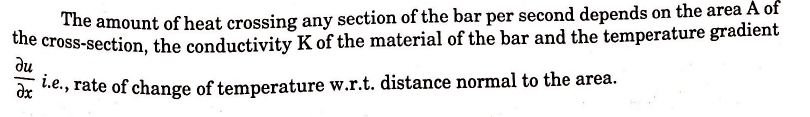 The amount of heat crossing any section of the bar per second depends on the area A of
the cross-section, the conductivity K of the material of the bar and the temperature gradient
∂u/∂x i.e., rate of change of temperature w.r.t. distance normal to the area.